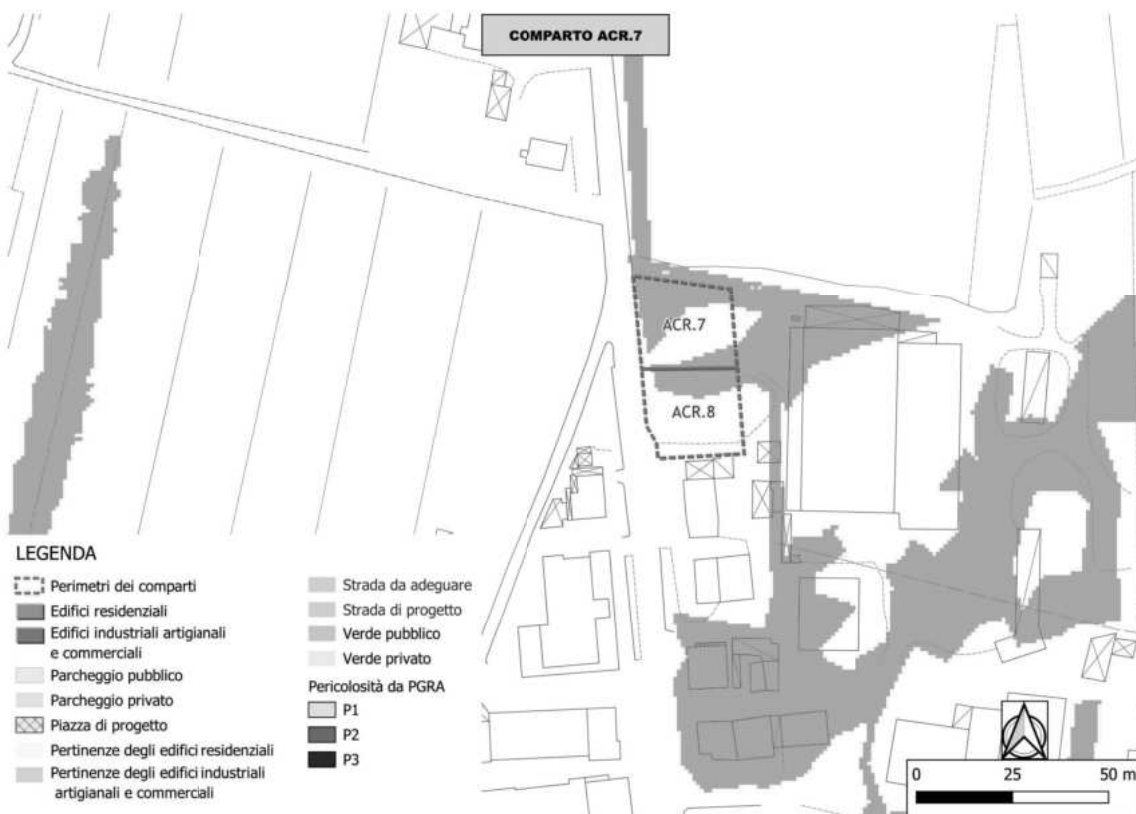 COMPARTO ACR.7
ACR.7
ACR.8
LEGENDA
Perimetri dei comparti
Edifici residenziali
Edifici industriali artigianali
e commerciali
Parcheggio pubblico
Parcheggio privato
Piazza di progetto
Pertinenze degli edifici residenziali
Pertinenze degli edifici industriali
artigianali e commerciali
Strada da adeguare
Strada di progetto
Verde pubblico
Verde privato
Pericolosità da PGRA
P1
P2
P3
0 25 50 m